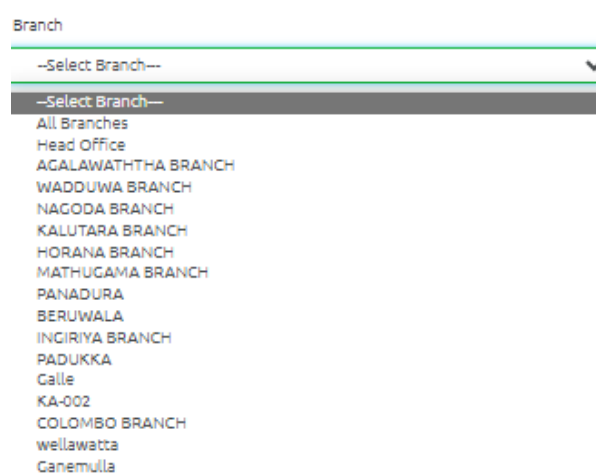 Branch
--Select Branch---
--Select Branch---
All Branches
Head Office
AGALAWATHTHA BRANCH
WADDUWA BRANCH
NAGODA BRANCH
KALUTARA BRANCH
HORANA BRANCH
MATHUGAMA BRANCH
PANADURA
BERUWALA
INGIRIYA BRANCH
PADUKKA
Galle
KA-002
COLOMBO BRANCH
wellawatta
Ganemulla